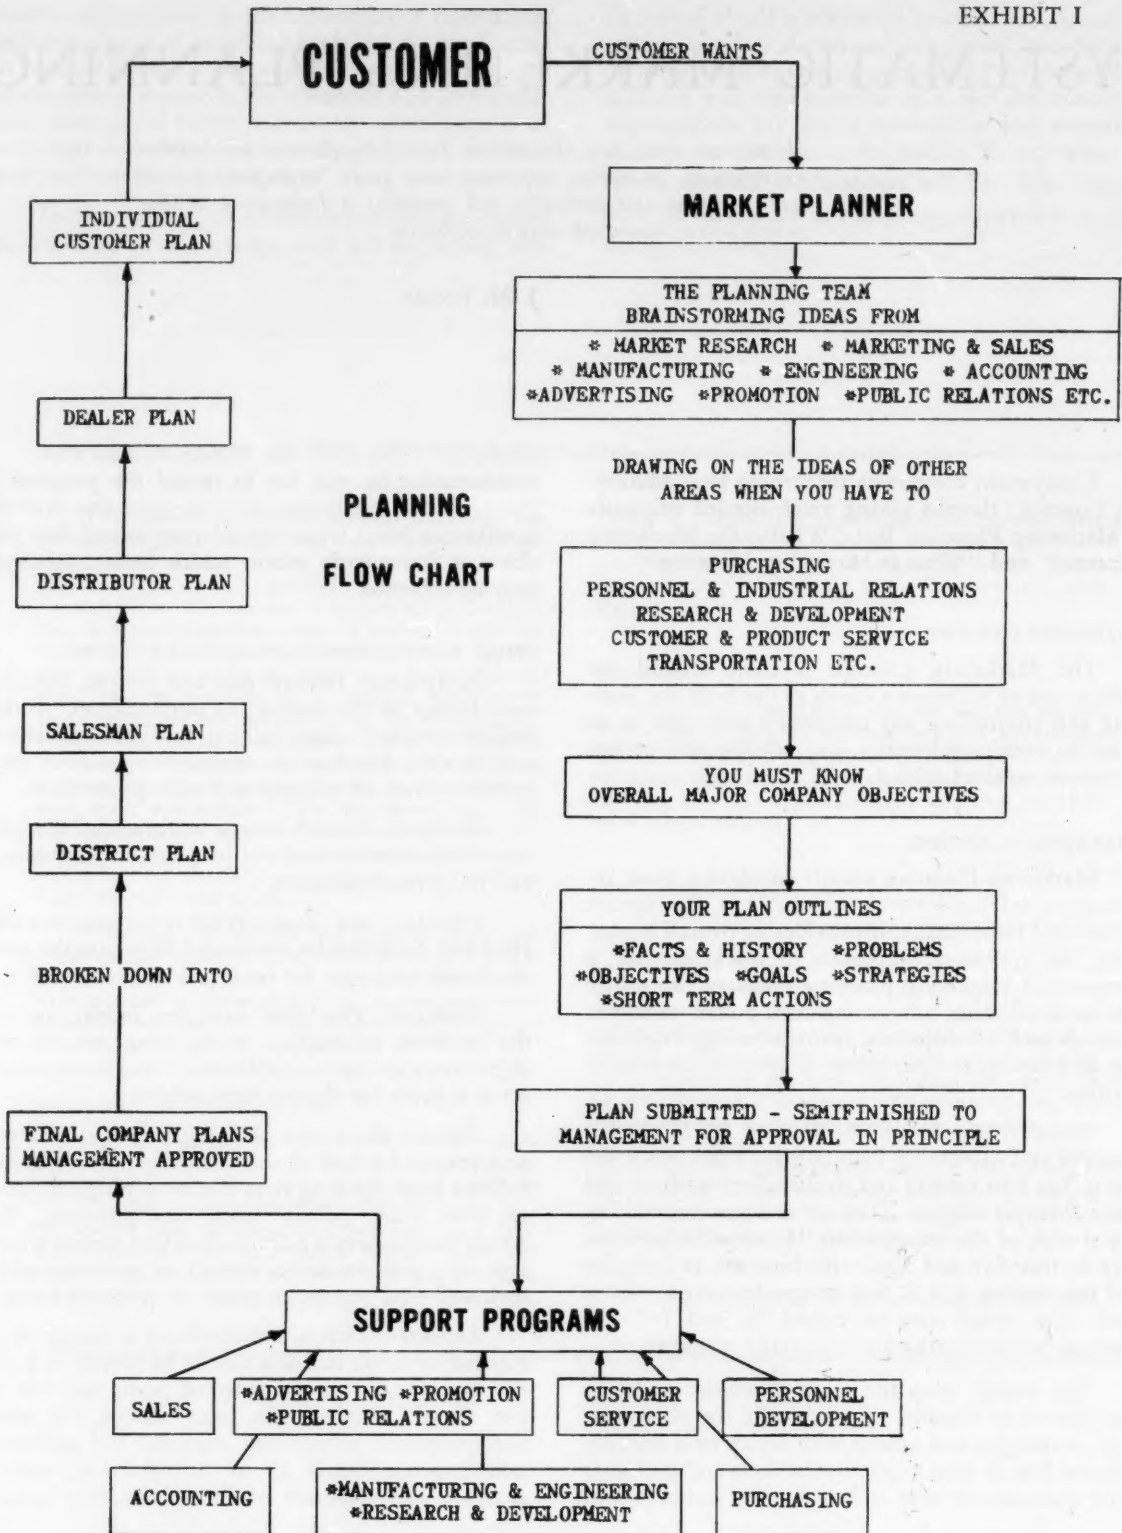 EXHIBIT I
CUSTOMER
CUSTOMER WANTS
MARKET PLANNER
THE PLANNING TEAM
BRAINSTORMING IDEAS FROM
* MARKET RESEARCH * MARKETING & SALES
* MANUFACTURING * ENGINEERING * ACCOUNTING
*ADVERTISING *PROMOTION *PUBLIC RELATIONS ETC.
DRAWING ON THE IDEAS OF OTHER
AREAS WHEN YOU HAVE TO
PURCHASING
PERSONNEL & INDUSTRIAL RELATIONS
RESEARCH & DEVELOPMENT
CUSTOMER & PRODUCT SERVICE
TRANSPORTATION ETC.
YOU MUST KNOW
OVERALL MAJOR COMPANY OBJECTIVES
YOUR PLAN OUTLINES
*FACTS & HISTORY *PROBLEMS
*OBJECTIVES *GOALS *STRATEGIES
*SHORT TERM ACTIONS
PLAN SUBMITTED - SEMIFINISHED TO
MANAGEMENT FOR APPROVAL IN PRINCIPLE
PLANNING
FLOW CHART
INDIVIDUAL
CUSTOMER PLAN
DEALER PLAN
DISTRIBUTOR PLAN
SALESMAN PLAN
DISTRICT PLAN
BROKEN DOWN INTO
FINAL COMPANY PLANS
MANAGEMENT APPROVED
SUPPORT PROGRAMS
SALES
*ADVERTISING *PROMOTION
*PUBLIC RELATIONS
CUSTOMER
SERVICE
PERSONNEL
DEVELOPMENT
ACCOUNTING
*MANUFACTURING & ENGINEERING
*RESEARCH & DEVELOPMENT
PURCHASING